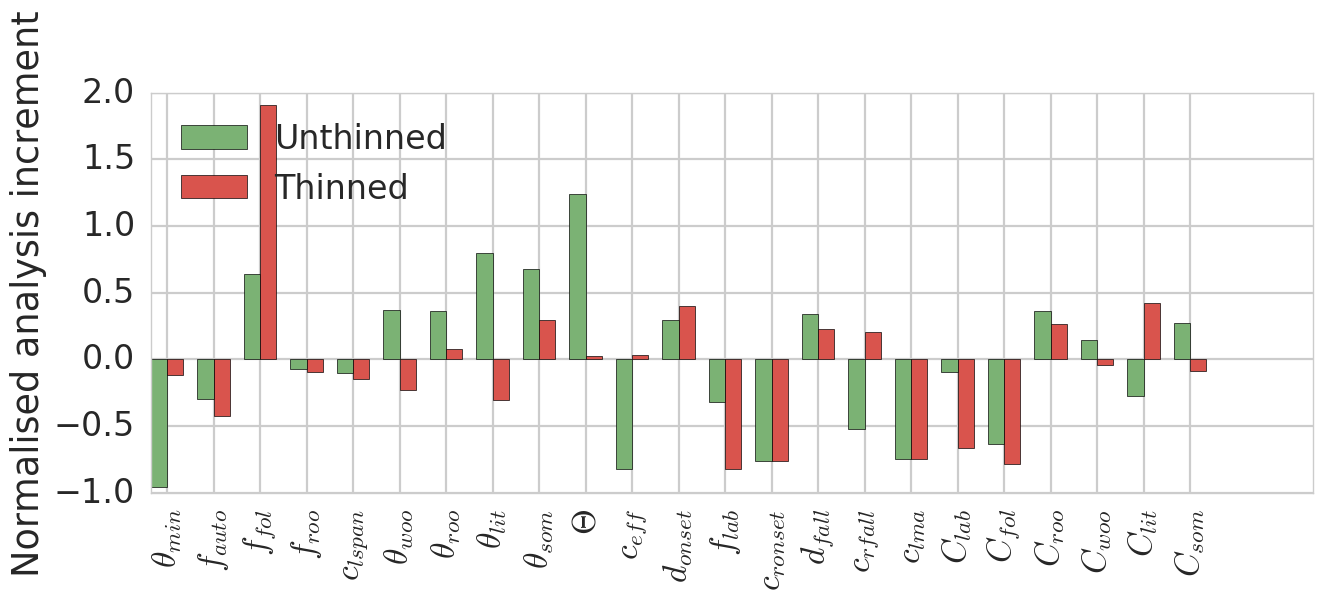 Normalised analysis increment
2.0
1.5
1.0
0.5
0.0
−0.5
−1.0
Unthinned
Thinned
θ_min
f_auto
f_fol
f_roo
c_lspan
θ_woo
θ_roo
θ_lit
θ_som
Θ
c_eff
d_onset
f_lab
c_ronset
d_fall
c_rfall
c_lma
C_lab
C_fol
C_roo
C_woo
C_lit
C_som